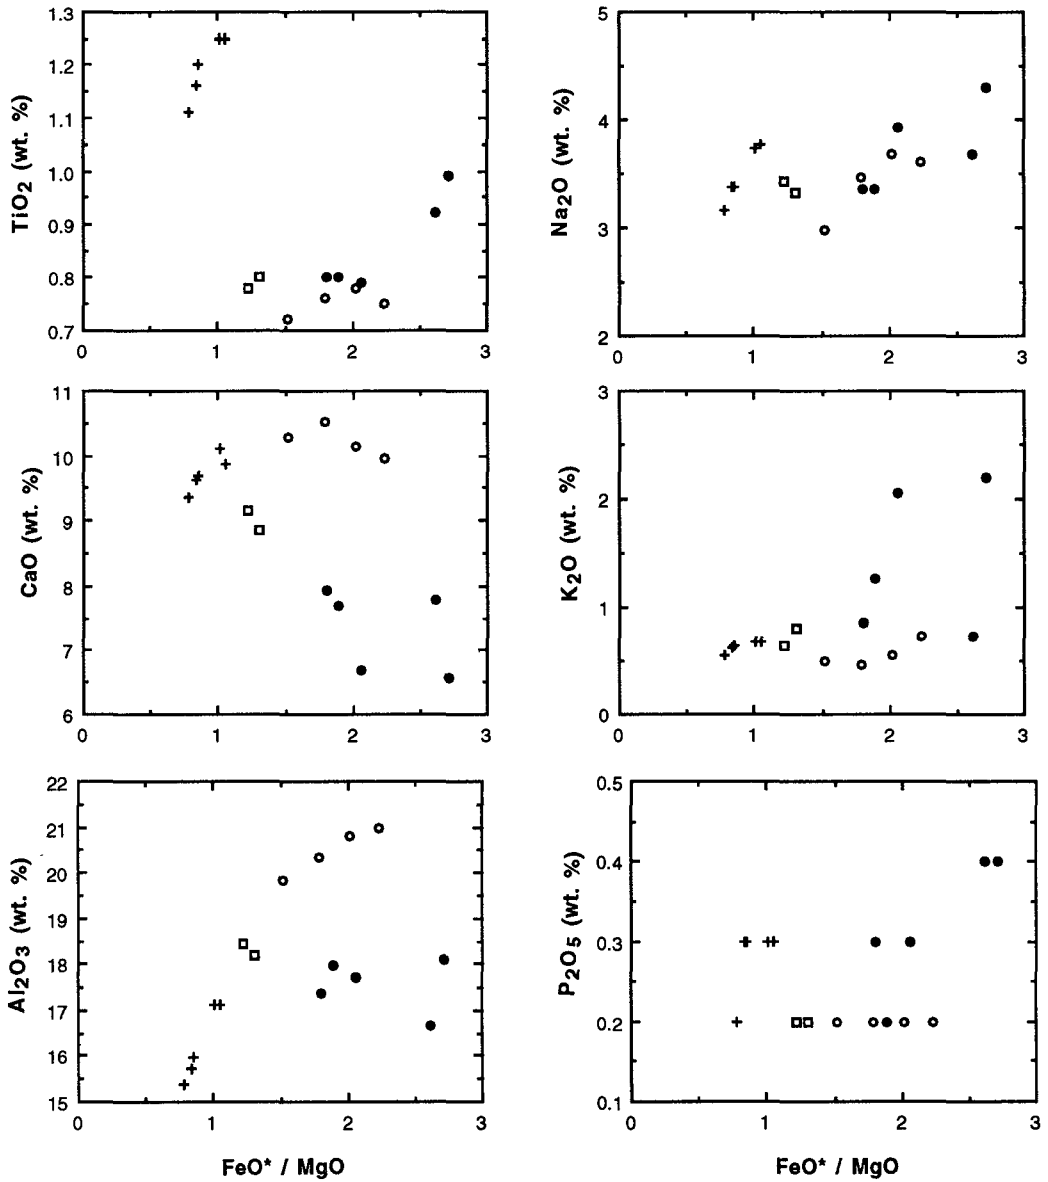 1.3
1.2
1.1
1.0
0.9
0.8
0.7
TiO2 (wt. %)
0 1 2 3
5
4
3
2
Na2O (wt. %)
0 1 2 3
11
10
9
8
7
6
CaO (wt. %)
0 1 2 3
3
2
1
0
K2O (wt. %)
0 1 2 3
22
21
20
19
18
17
16
15
Al2O3 (wt. %)
0 1 2 3
FeO* / MgO
0.5
0.4
0.3
0.2
0.1
P2O5 (wt. %)
0 1 2 3
FeO* / MgO